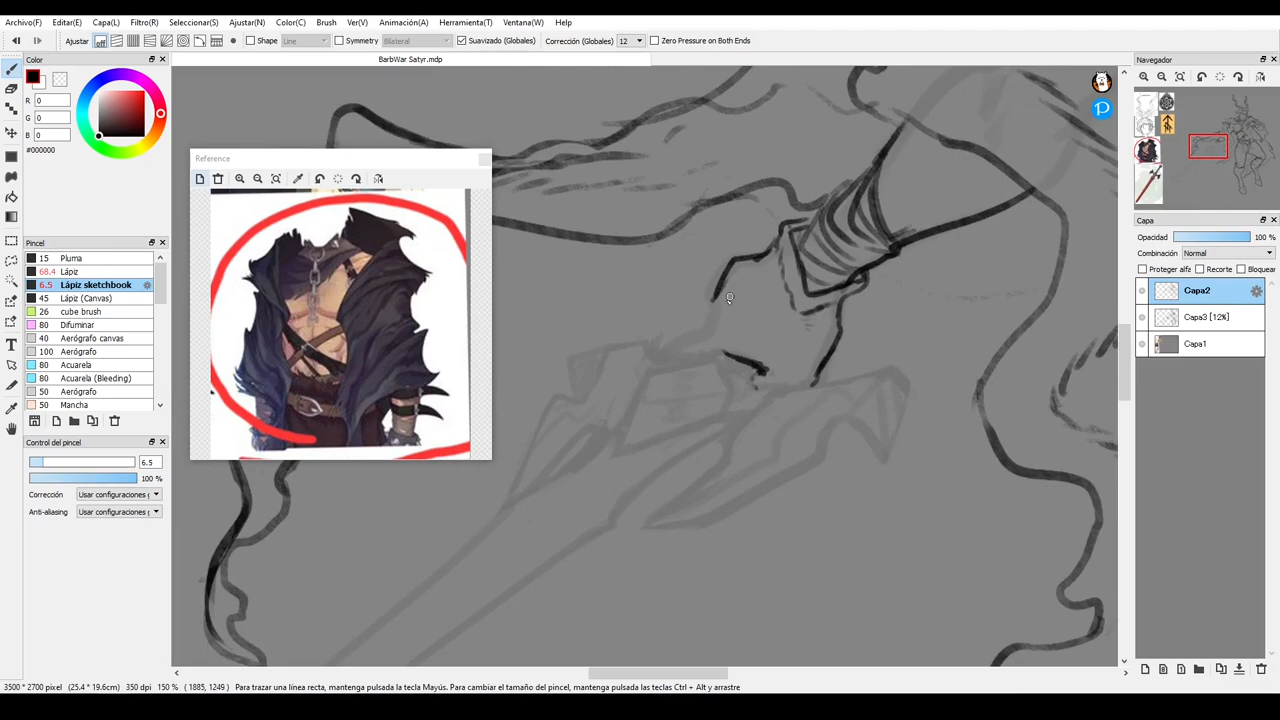 Archivo(F) Editar(E) Capa(L) Filtro(R) Seleccionar(S) Ajustar(N) Color(C) Brush Ver(V) Animación(A) Herramienta(T) Ventana(W) Help
Ajustar off Shape Line Symmetry Bilateral Suavizado (Globales) Corrección (Globales) 12 Zero Pressure on Both Ends
Color
BarbWar Satyr.mdp
Navegador
R 0
G 0
B 0
#000000
Reference
Capa
Opacidad 100 %
Combinación Normal
Proteger alfa Recorte Bloquear
Capa2
Capa3 [12%]
Capa1
Pincel
15 Pluma
68.4 Lápiz
6.5 Lápiz sketchbook
45 Lápiz (Canvas)
26 cube brush
80 Difuminar
40 Aerógrafo canvas
100 Aerógrafo
80 Acuarela
80 Acuarela (Bleeding)
50 Aerógrafo
50 Mancha
Control del pincel
6.5
100 %
Corrección Usar configuraciones g
Anti-aliasing Usar configuraciones g
3500 * 2700 pixel (25.4 * 19.6cm) 350 dpi 150 % ( 1885, 1249) Para trazar una línea recta, mantenga pulsada la tecla Mayús. Para cambiar el tamaño del pincel, mantenga pulsadas las teclas Ctrl + Alt y arrastre